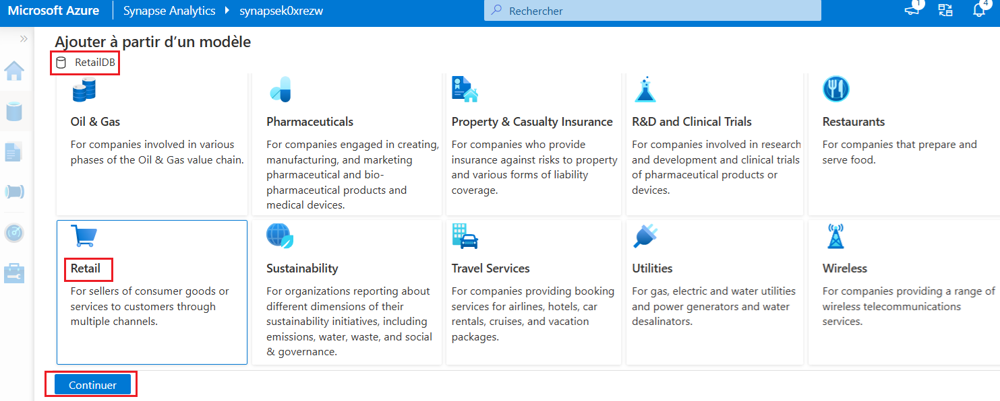 Microsoft Azure Synapse Analytics synapsek0xrezw Rechercher 1 4
Ajouter à partir d’un modèle
RetailDB
Oil & Gas
For companies involved in various
phases of the Oil & Gas value chain.
Pharmaceuticals
For companies engaged in creating,
manufacturing, and marketing
pharmaceutical and bio-
pharmaceutical products and
medical devices.
Property & Casualty Insurance
For companies who provide
insurance against risks to property
and various forms of liability
coverage.
R&D and Clinical Trials
For companies involved in research
and development and clinical trials
of pharmaceutical products or
devices.
Restaurants
For companies that prepare and
serve food.
Retail
For sellers of consumer goods or
services to customers through
multiple channels.
Sustainability
For organizations reporting about
different dimensions of their
sustainability initiatives, including
emissions, water, waste, and social
& governance.
Travel Services
For companies providing booking
services for airlines, hotels, car
rentals, cruises, and vacation
packages.
Utilities
For gas, electric and water utilities
and power generators and water
desalinators.
Wireless
For companies providing a range of
wireless telecommunications
services.
Continuer